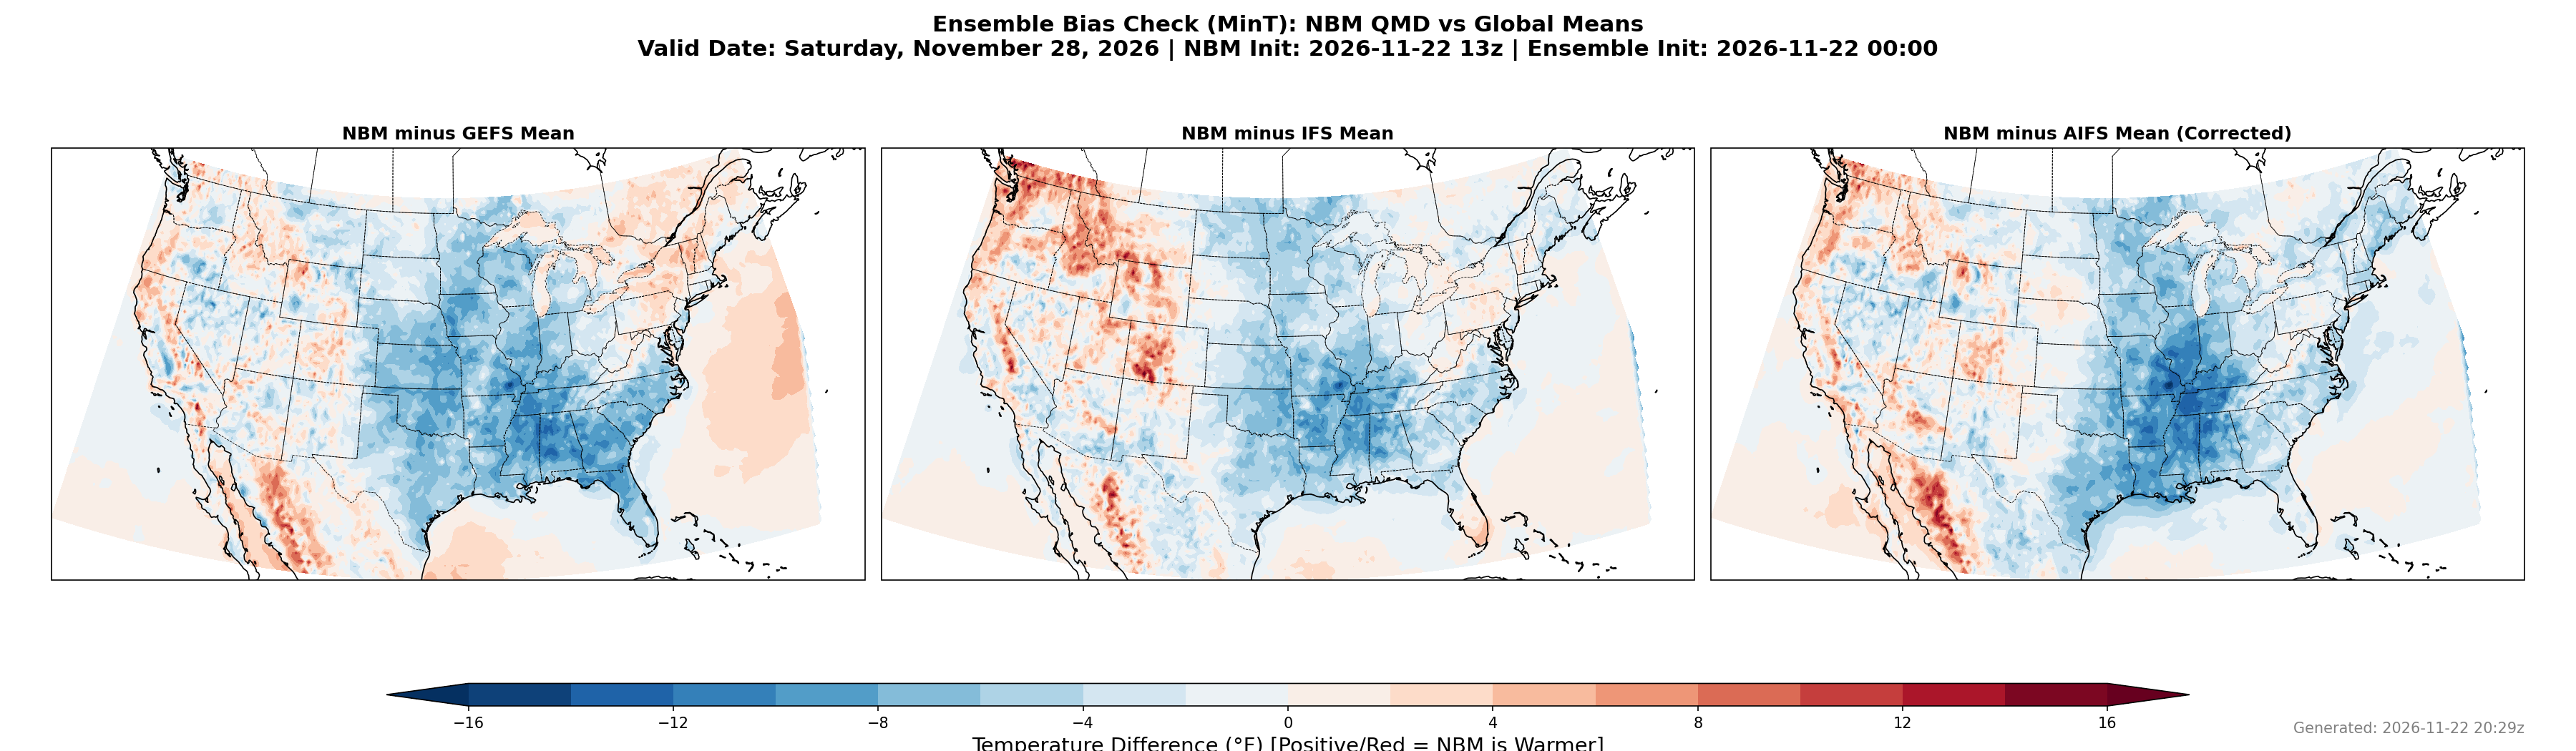 Ensemble Bias Check (MinT): NBM QMD vs Global Means
Valid Date: Saturday, November 28, 2026 | NBM Init: 2026-11-22 13z | Ensemble Init: 2026-11-22 00:00
NBM minus GEFS Mean
NBM minus IFS Mean
NBM minus AIFS Mean (Corrected)
−16 −12 −8 −4 0 4 8 12 16
Temperature Difference (°F) [Positive/Red = NBM is Warmer]
Generated: 2026-11-22 20:29z